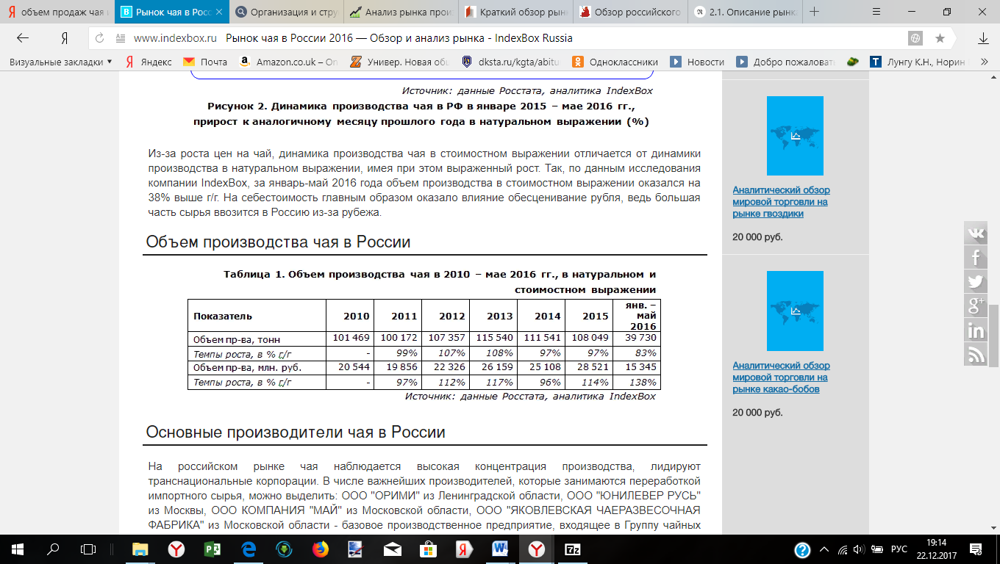 объем продаж чая
Рынок чая в Росс
Организация и стру
Анализ рынка прои
Краткий обзор рын
Обзор российского
2.1. Описание рынк
www.indexbox.ru Рынок чая в России 2016 — Обзор и анализ рынка - IndexBox Russia
Визуальные закладки
Яндекс
Почта
Amazon.co.uk – On
Универ. Новая общ
dksta.ru/kgta/abitu
Одноклассники
Новости
Добро пожаловать
Лунгу К.Н., Норин
Источник: данные Росстата, аналитика IndexBox
Рисунок 2. Динамика производства чая в РФ в январе 2015 – мае 2016 гг.,
прирост к аналогичному месяцу прошлого года в натуральном выражении (%)
Из-за роста цен на чай, динамика производства чая в стоимостном выражении отличается от динамики
производства в натуральном выражении, имея при этом выраженный рост. Так, по данным исследования
компании IndexBox, за январь-май 2016 года объем производства в стоимостном выражении оказался на
38% выше г/г. На себестоимость главным образом оказало влияние обесценивание рубля, ведь большая
часть сырья ввозится в Россию из-за рубежа.
Объем производства чая в России
Таблица 1. Объем производства чая в 2010 – мае 2016 гг., в натуральном и
стоимостном выражении
Показатель 2010 2011 2012 2013 2014 2015 янв. – май 2016
Объем пр-ва, тонн 101 469 100 172 107 357 115 540 111 541 108 049 39 730
Темпы роста, в % г/г - 99% 107% 108% 97% 97% 83%
Объем пр-ва, млн. руб. 20 544 19 856 22 326 26 159 25 108 28 521 15 345
Темпы роста, в % г/г - 97% 112% 117% 96% 114% 138%
Источник: данные Росстата, аналитика IndexBox
Основные производители чая в России
На российском рынке чая наблюдается высокая концентрация производства, лидируют
транснациональные корпорации. В числе важнейших производителей, которые занимаются переработкой
импортного сырья, можно выделить: ООО "ОРИМИ" из Ленинградской области, ООО "ЮНИЛЕВЕР РУСЬ"
из Москвы, ООО КОМПАНИЯ "МАЙ" из Московской области, ООО "ЯКОВЛЕВСКАЯ ЧАЕРАЗВЕСОЧНАЯ
ФАБРИКА" из Московской области - базовое производственное предприятие, входящее в Группу чайных
Аналитический обзор
мировой торговли на
рынке гвоздики
20 000 руб.
Аналитический обзор
мировой торговли на
рынке какао-бобов
20 000 руб.
РУС
19:14
22.12.2017